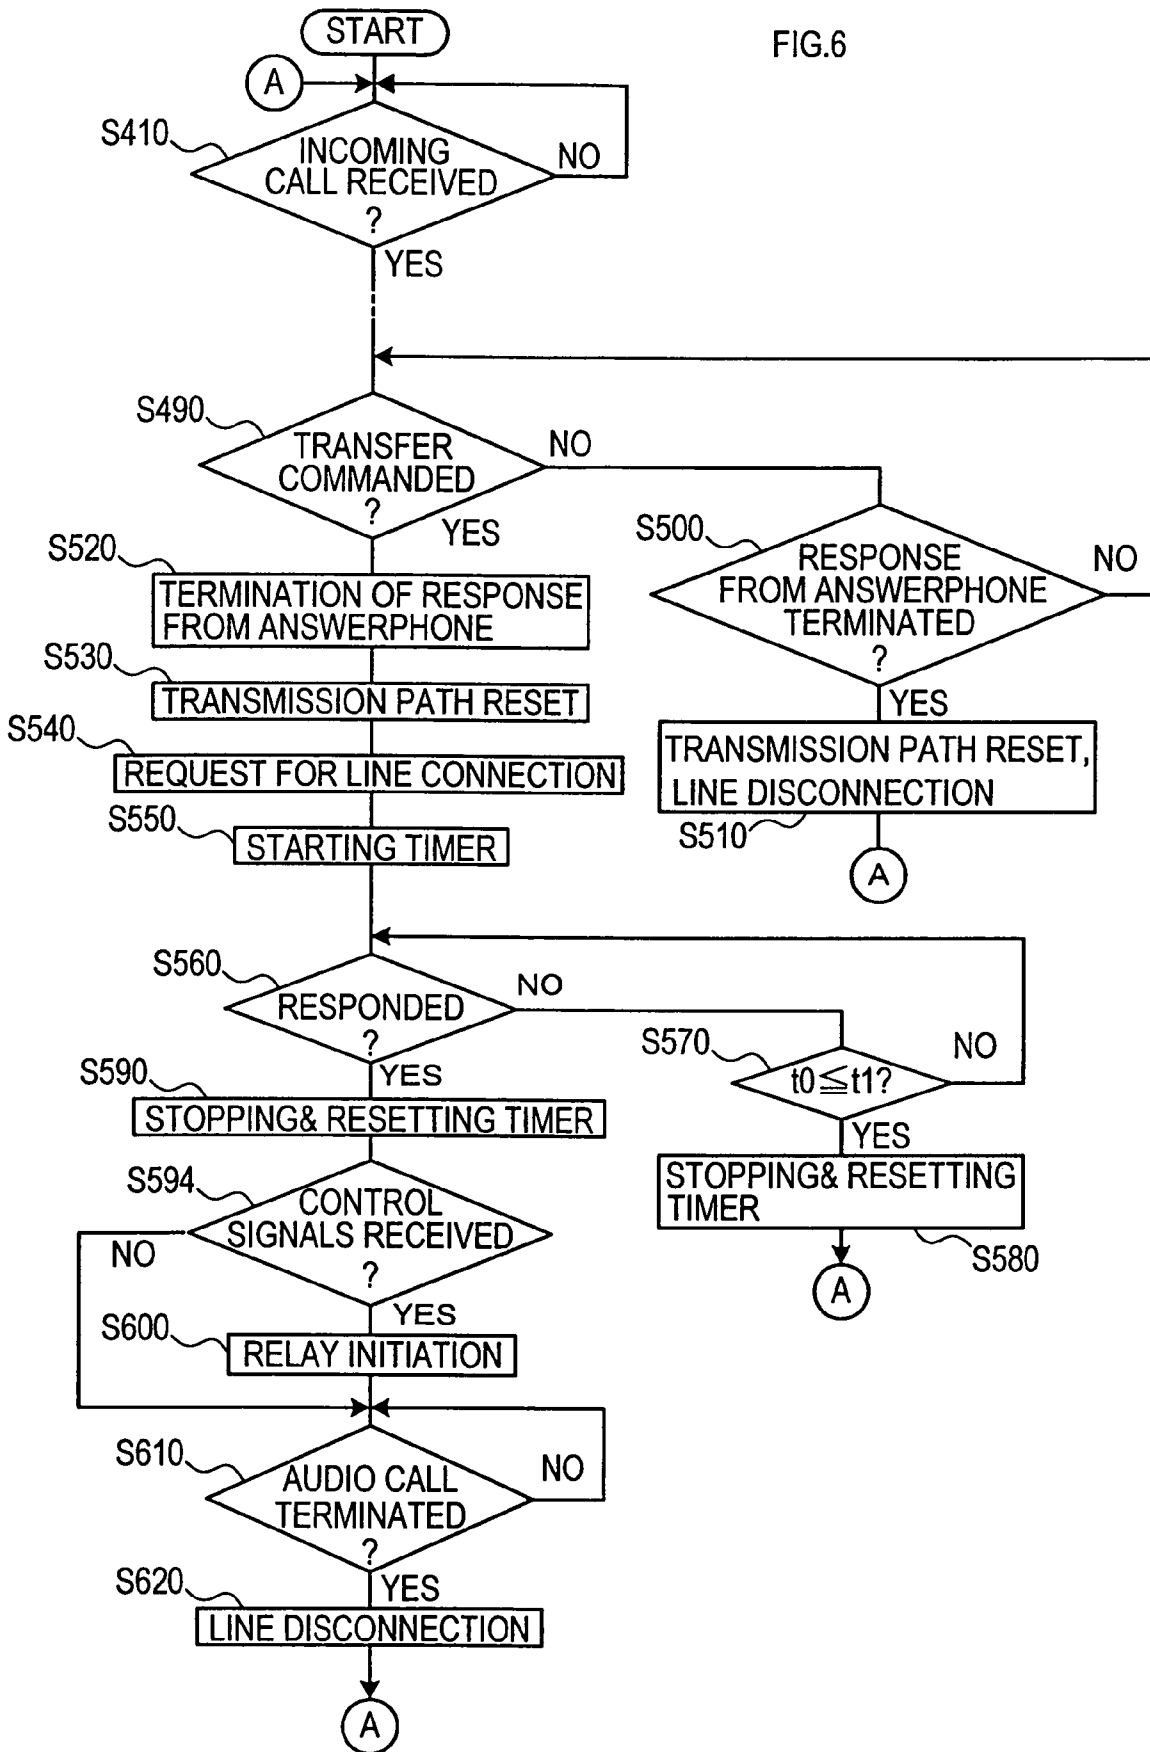 START
FIG.6
A
S410
INCOMING
CALL RECEIVED
?
NO
YES
S490
TRANSFER
COMMANDED
?
NO
YES
S500
RESPONSE
FROM ANSWERPHONE
TERMINATED
?
NO
YES
S520
TERMINATION OF RESPONSE
FROM ANSWERPHONE
S530
TRANSMISSION PATH RESET
S540
REQUEST FOR LINE CONNECTION
TRANSMISSION PATH RESET,
LINE DISCONNECTION
S510
A
S550
STARTING TIMER
S560
RESPONDED
?
NO
YES
S570
t0≦t1?
NO
YES
S590
STOPPING& RESETTING TIMER
STOPPING& RESETTING
TIMER
S580
A
S594
CONTROL
SIGNALS RECEIVED
?
NO
YES
S600
RELAY INITIATION
S610
AUDIO CALL
TERMINATED
?
NO
YES
S620
LINE DISCONNECTION
A